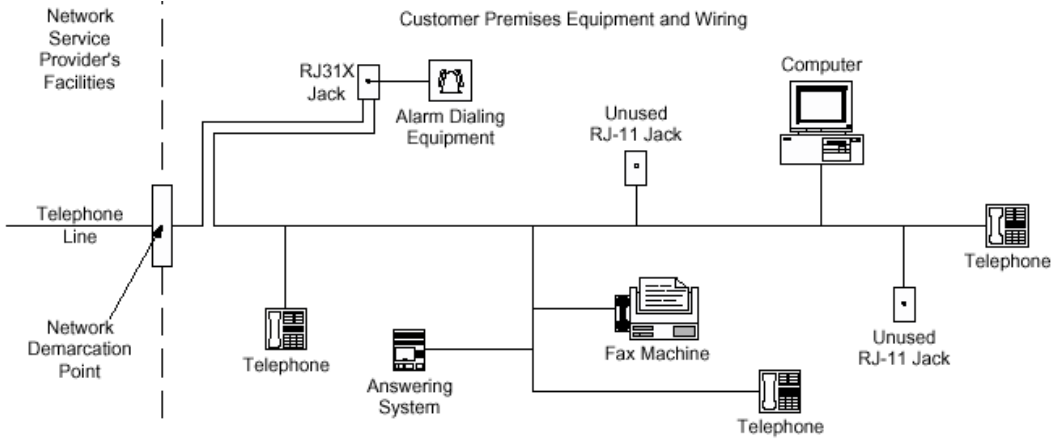 Network
Service
Provider's
Facilities
Customer Premises Equipment and Wiring
RJ31X
Jack
Alarm Dialing
Equipment
Unused
RJ-11 Jack
Computer
Telephone
Line
Network
Demarcation
Point
Telephone
Answering
System
Fax Machine
Telephone
Unused
RJ-11 Jack
Telephone